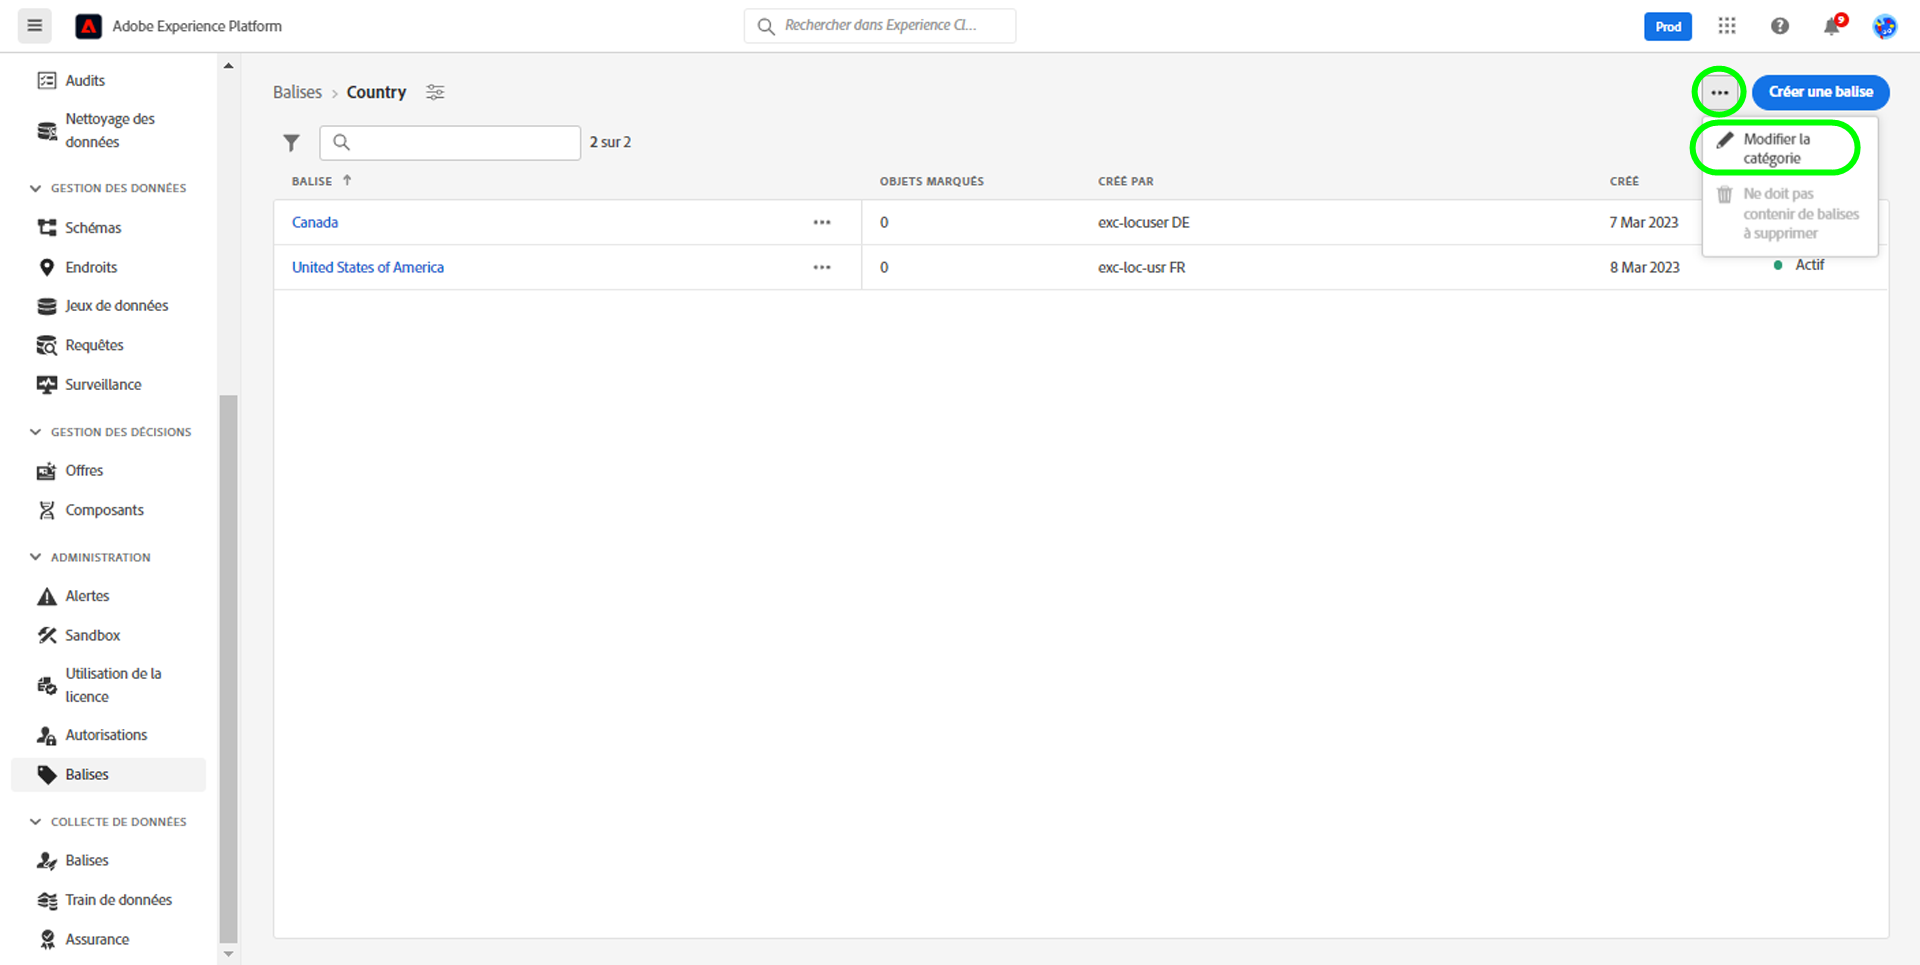 Adobe Experience Platform
Rechercher dans Experience Cl...
Prod
9
Audits
Nettoyage des
données
GESTION DES DONNÉES
Schémas
Endroits
Jeux de données
Requêtes
Surveillance
GESTION DES DÉCISIONS
Offres
Composants
ADMINISTRATION
Alertes
Sandbox
Utilisation de la
licence
Autorisations
Balises
COLLECTE DE DONNÉES
Balises
Train de données
Assurance
Balises > Country
Créer une balise
2 sur 2
Modifier la
catégorie
Ne doit pas
contenir de balises
à supprimer
BALISE OBJETS MARQUÉS CRÉÉ PAR CRÉÉ
Canada 0 exc-locuser DE 7 Mar 2023
United States of America 0 exc-loc-usr FR 8 Mar 2023 Actif